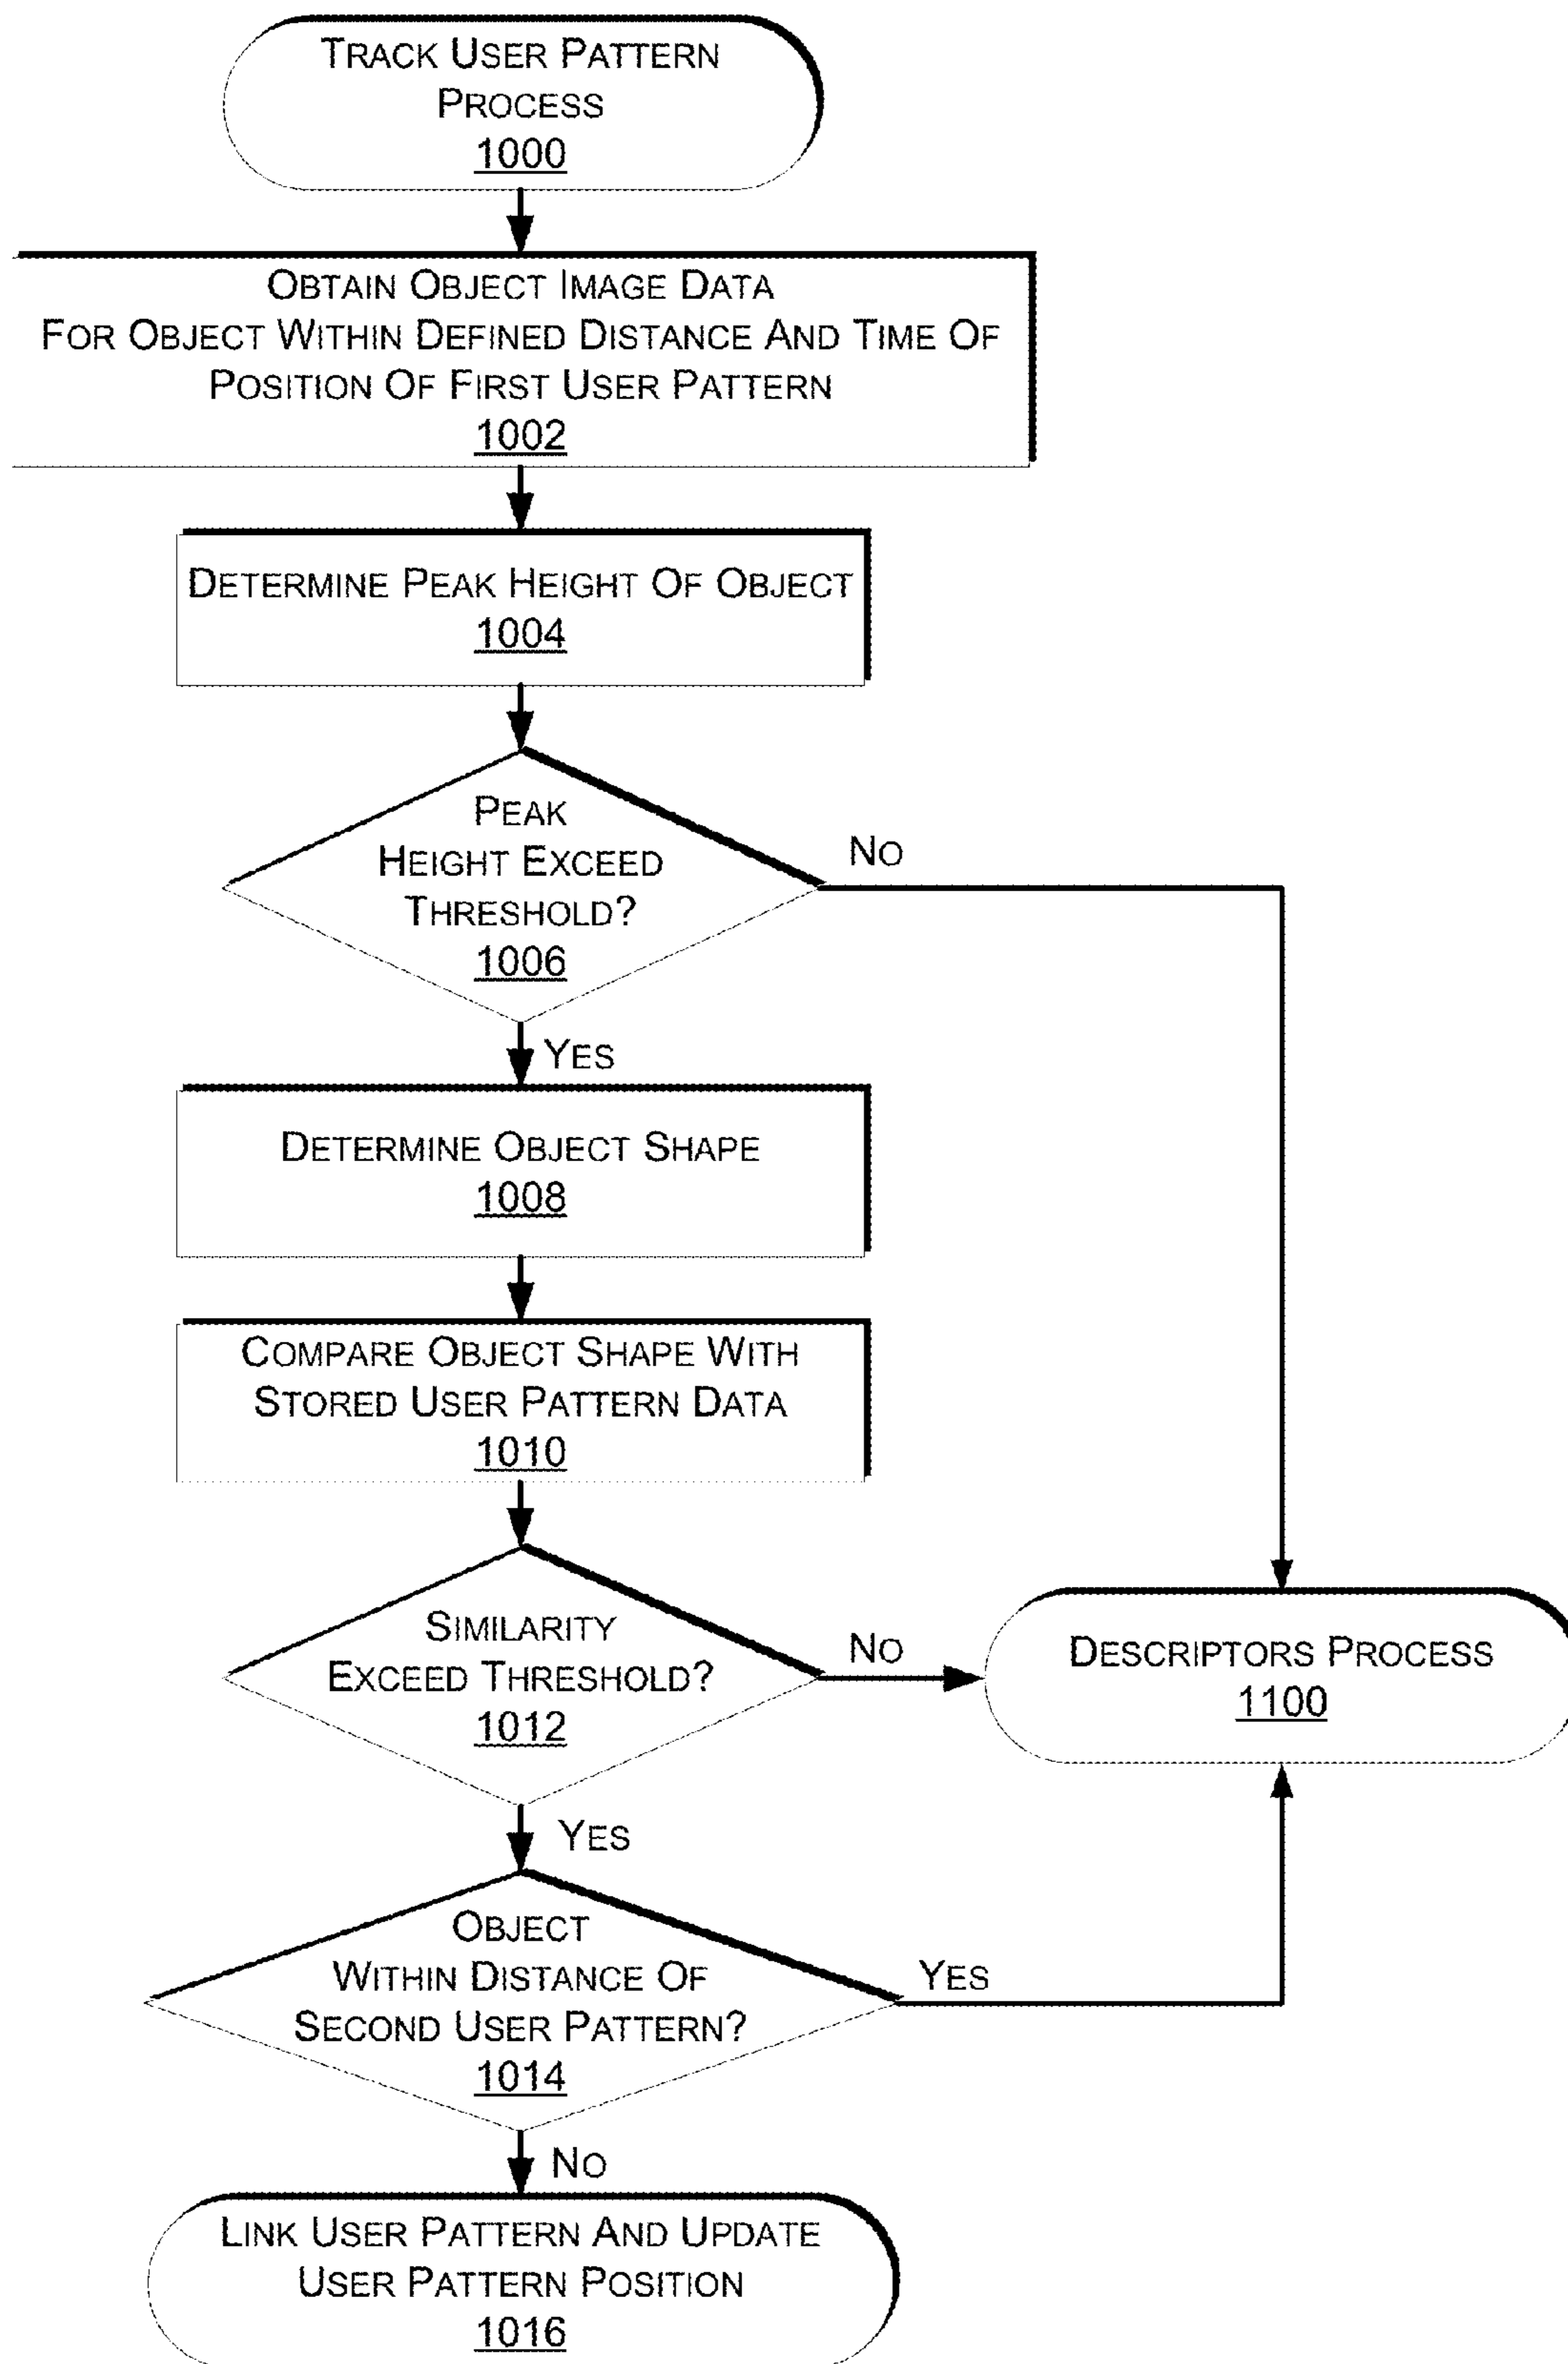 TRACK USER PATTERN
PROCESS
1000
OBTAIN OBJECT IMAGE DATA
FOR OBJECT WITHIN DEFINED DISTANCE AND TIME OF
POSITION OF FIRST USER PATTERN
1002
DETERMINE PEAK HEIGHT OF OBJECT
1004
PEAK
HEIGHT EXCEED
THRESHOLD?
1006
NO
YES
DETERMINE OBJECT SHAPE
1008
COMPARE OBJECT SHAPE WITH
STORED USER PATTERN DATA
1010
SIMILARITY
EXCEED THRESHOLD?
1012
NO
DESCRIPTORS PROCESS
1100
YES
OBJECT
WITHIN DISTANCE OF
SECOND USER PATTERN?
1014
YES
NO
LINK USER PATTERN AND UPDATE
USER PATTERN POSITION
1016